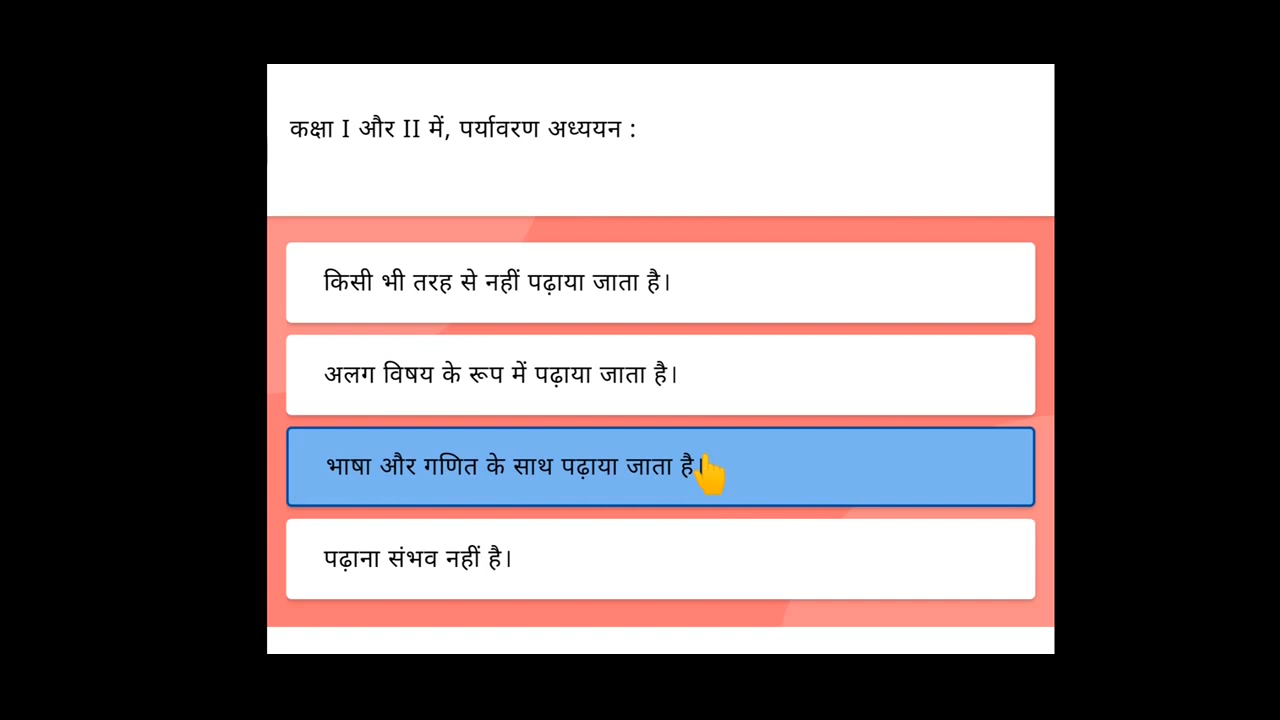 कक्षा I और II में, पर्यावरण अध्ययन :
किसी भी तरह से नहीं पढ़ाया जाता है।
अलग विषय के रूप में पढ़ाया जाता है।
भाषा और गणित के साथ पढ़ाया जाता है।
पढ़ाना संभव नहीं है।